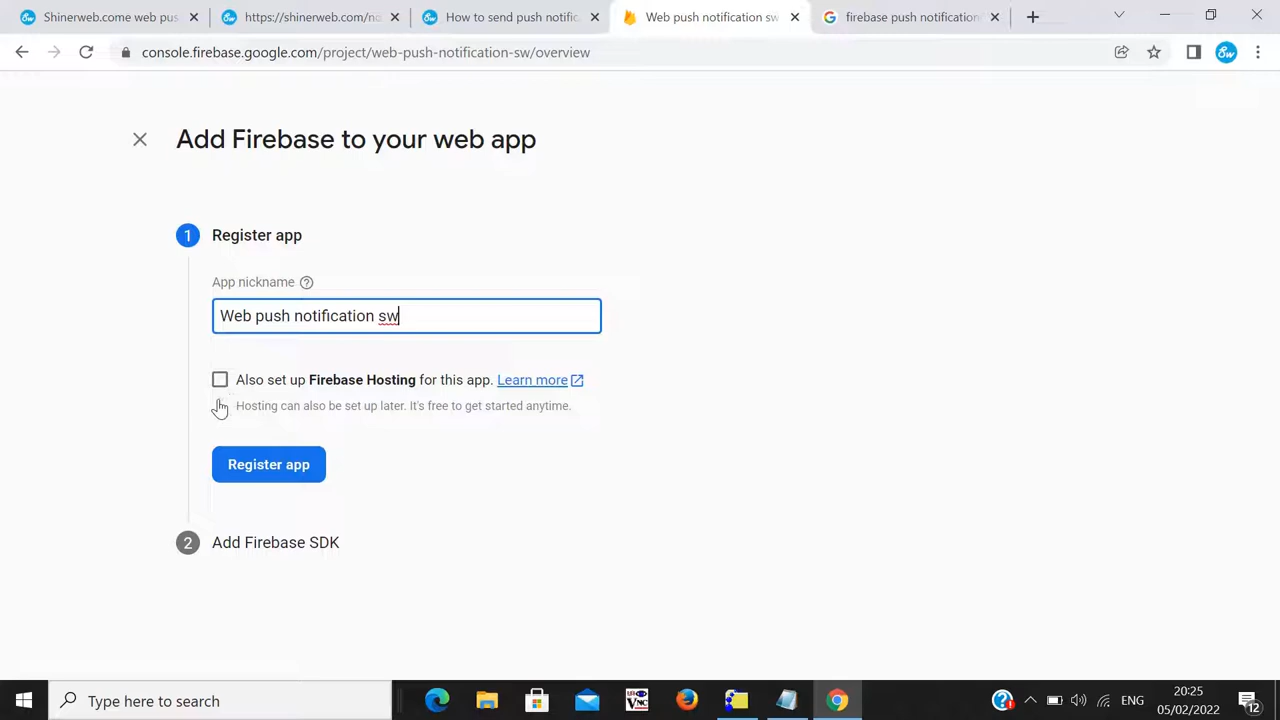 Shinerweb.come web pus
https://shinerweb.com/no
How to send push notific
Web push notification sw
firebase push notification
console.firebase.google.com/project/web-push-notification-sw/overview
Add Firebase to your web app
1 Register app
App nickname
Web push notification sw
Also set up Firebase Hosting for this app. Learn more
Hosting can also be set up later. It's free to get started anytime.
Register app
2 Add Firebase SDK
Type here to search
ENG
20:25
05/02/2022
12